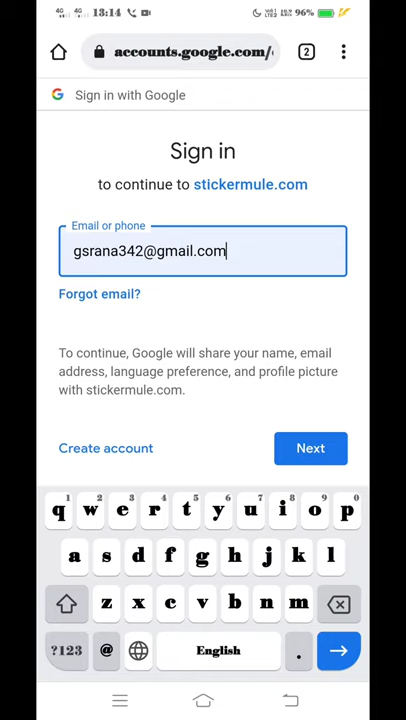 4G 4G 13:14 96%
accounts.google.com/
2
G Sign in with Google
Sign in
to continue to stickermule.com
Email or phone
gsrana342@gmail.com
Forgot email?
To continue, Google will share your name, email
address, language preference, and profile picture
with stickermule.com.
Create account Next
1 2 3 4 5 6 7 8 9 0
q w e r t y u i o p
a s d f g h j k l
z x c v b n m
?123 @ English .